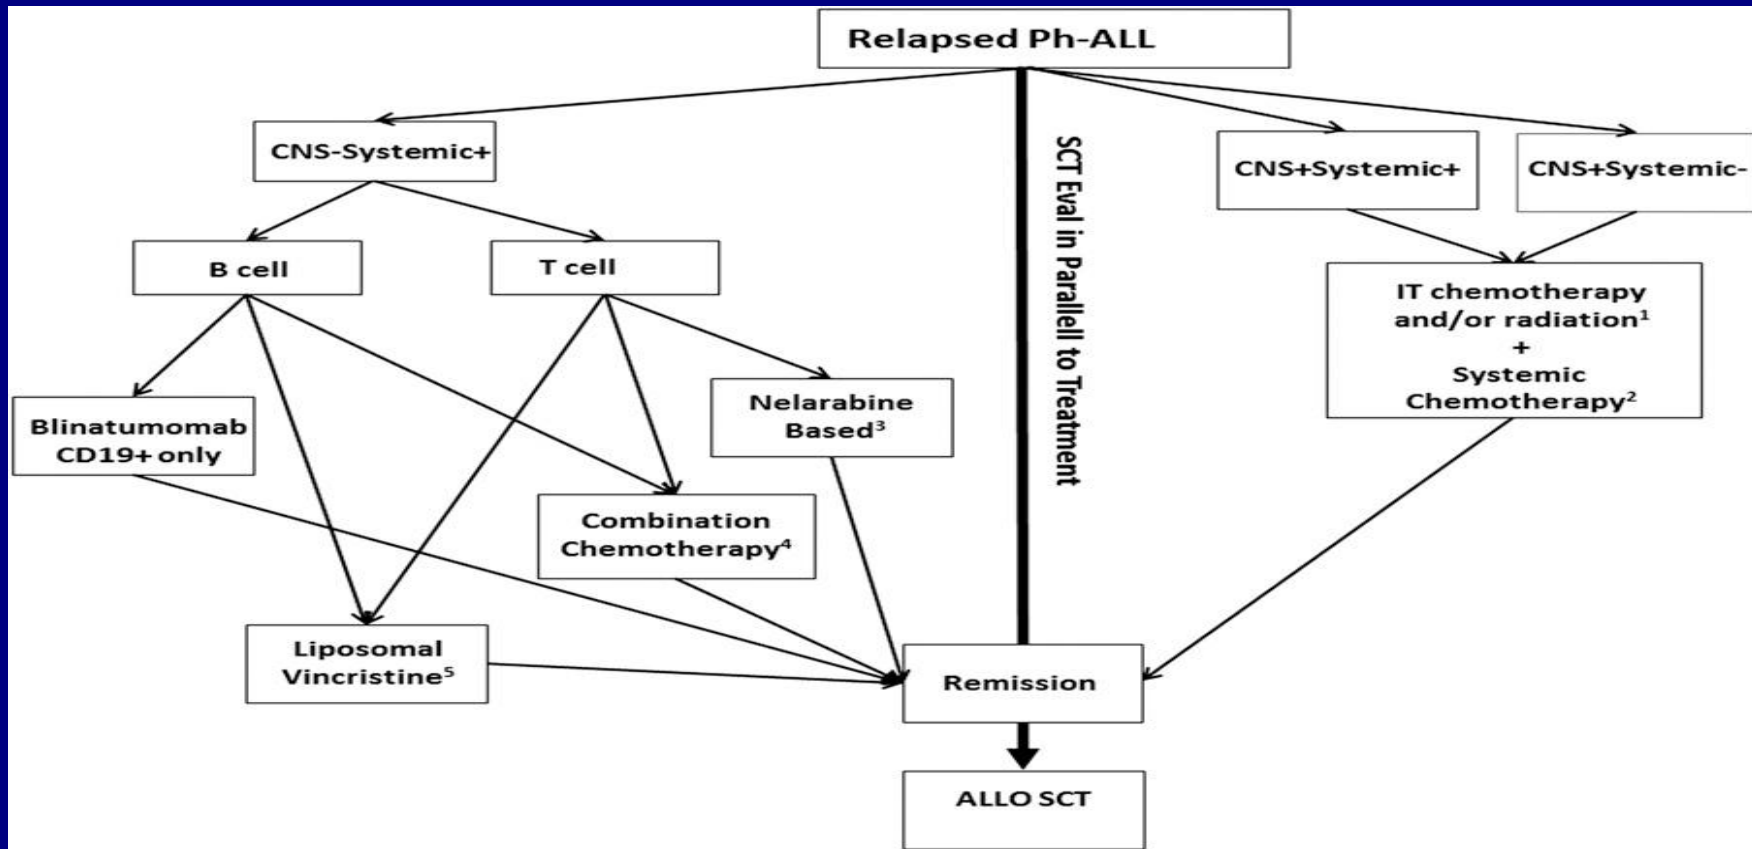 Relapsed Ph-ALL
CNS-Systemic+
CNS+Systemic+
CNS+Systemic-
SCT Eval in Parallell to Treatment
B cell
T cell
IT chemotherapy
and/or radiation¹
+
Systemic
Chemotherapy²
Blinatumomab
CD19+ only
Nelarabine
Based³
Combination
Chemotherapy⁴
Liposomal
Vincristine⁵
Remission
ALLO SCT